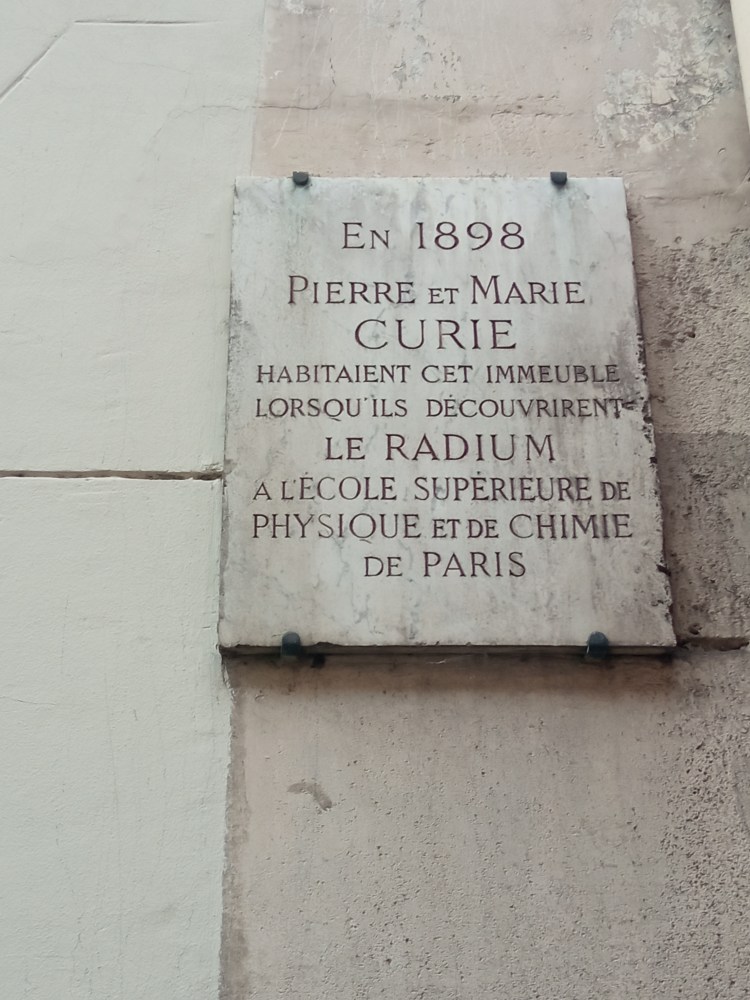 En 1898
Pierre et Marie
CURIE
HABITAIENT CET IMMEUBLE
LORSQU'ILS DÉCOUVRIRENT
LE RADIUM
A L'ÉCOLE SUPÉRIEURE DE
PHYSIQUE ET DE CHIMIE
DE PARIS